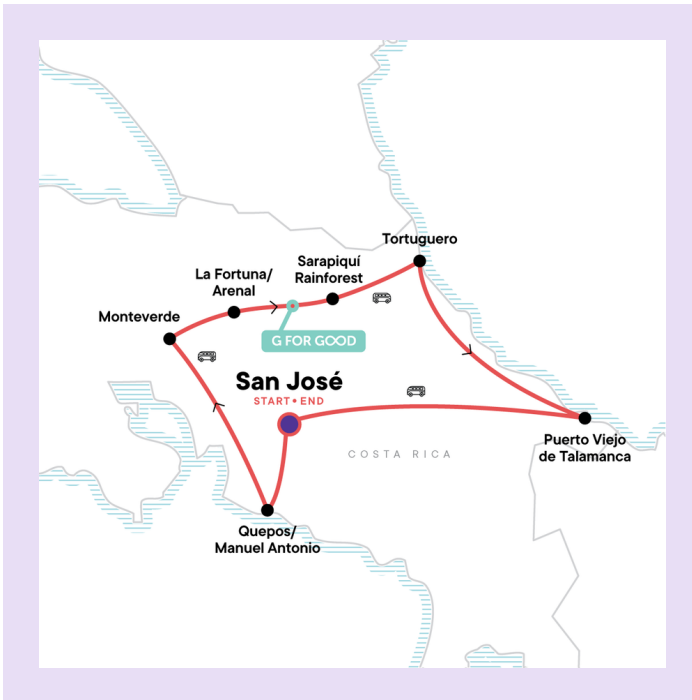 Tortuguero
Sarapiquí
Rainforest
La Fortuna/
Arenal
Monteverde
G FOR GOOD
San José
START • END
COSTA RICA
Puerto Viejo
de Talamanca
Quepos/
Manuel Antonio